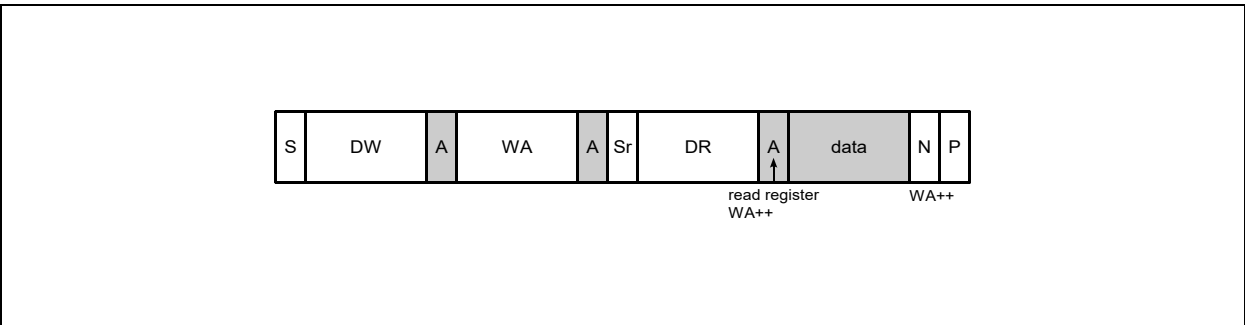 S DW A WA A Sr DR A data N P
read register WA++
WA++